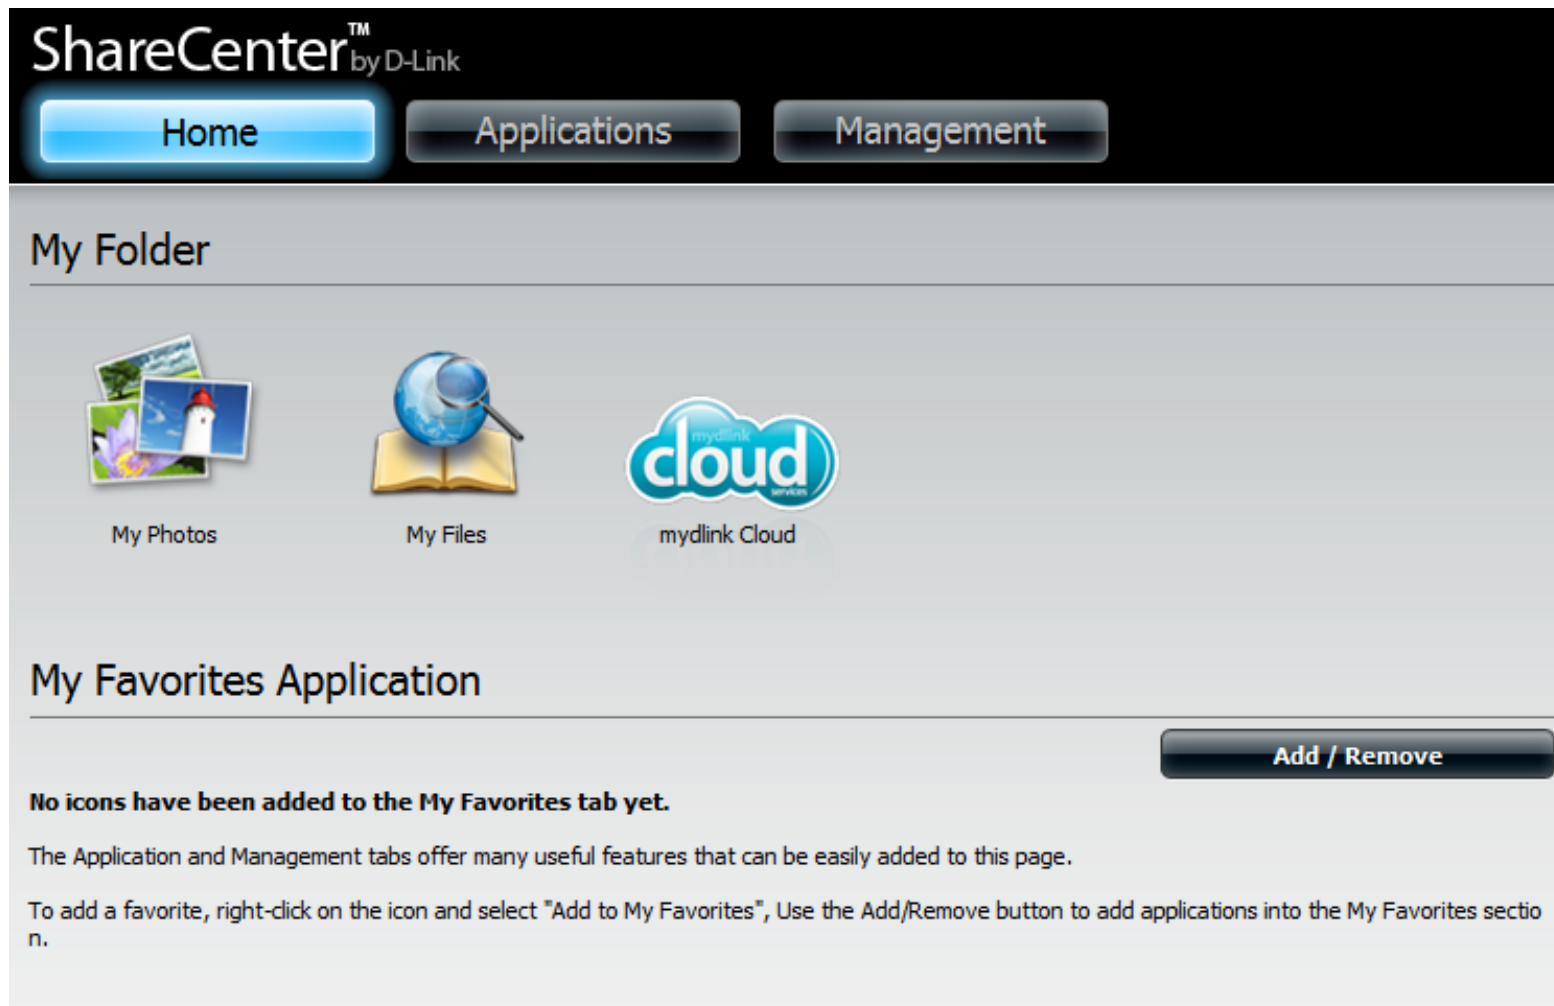 ShareCenter™ by D-Link
Home Applications Management
My Folder
mydlink
cloud
services
My Photos My Files mydlink Cloud
My Favorites Application
Add / Remove
No icons have been added to the My Favorites tab yet.
The Application and Management tabs offer many useful features that can be easily added to this page.
To add a favorite, right-click on the icon and select "Add to My Favorites", Use the Add/Remove button to add applications into the My Favorites sectio
n.